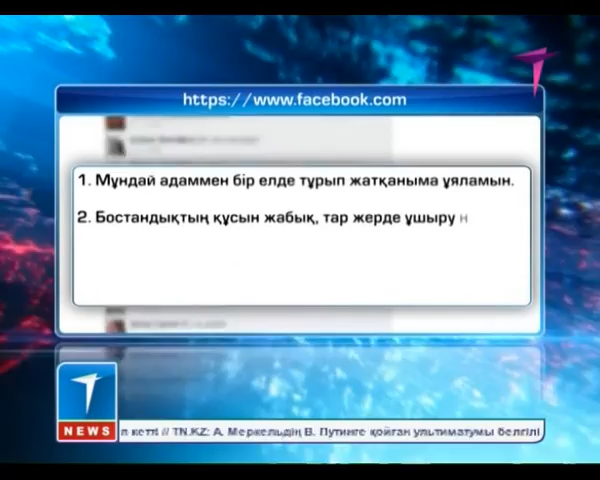 https://www.facebook.com
1. Мұндай адаммен бір елде тұрып жатқаныма ұяламын.
2. Бостандықтың құсын жабық, тар жерде ұшыру н
NEWS
п кетті // TN.KZ: А. Меркельдің В. Путинге қойған ультиматумы белгілі